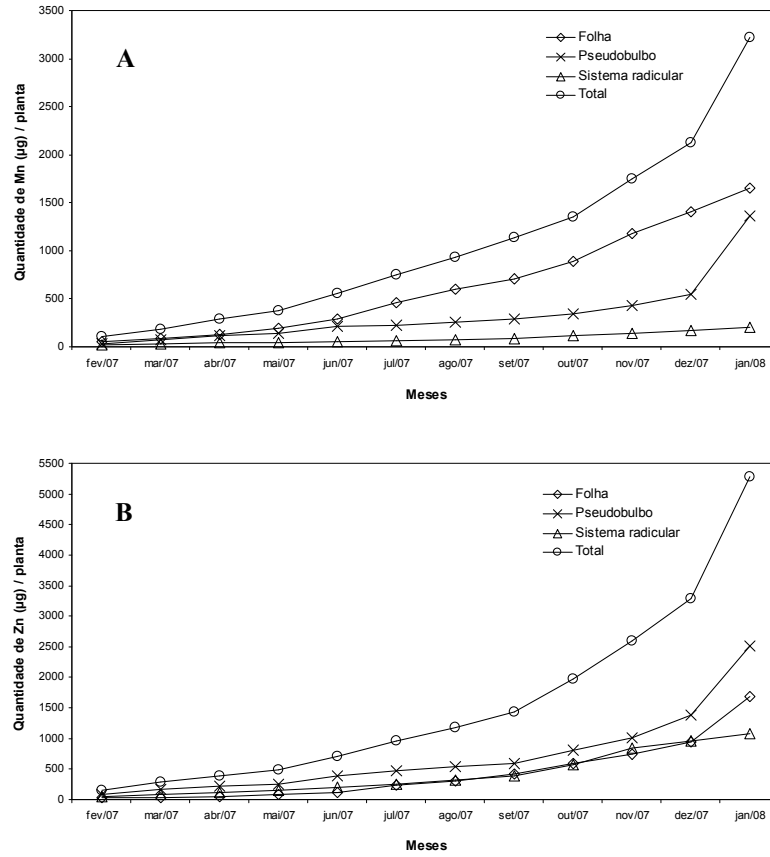 3500
3000
2500
2000
1500
1000
500
0
Quantidade de Mn (µg) / planta
A
Folha
Pseudobulbo
Sistema radicular
Total
fev/07 mar/07 abr/07 mai/07 jun/07 jul/07 ago/07 set/07 out/07 nov/07 dez/07 jan/08
Meses
5500
5000
4500
4000
3500
3000
2500
2000
1500
1000
500
0
Quantidade de Zn (µg) / planta
B
Folha
Pseudobulbo
Sistema radicular
Total
fev/07 mar/07 abr/07 mai/07 jun/07 jul/07 ago/07 set/07 out/07 nov/07 dez/07 jan/08
Meses